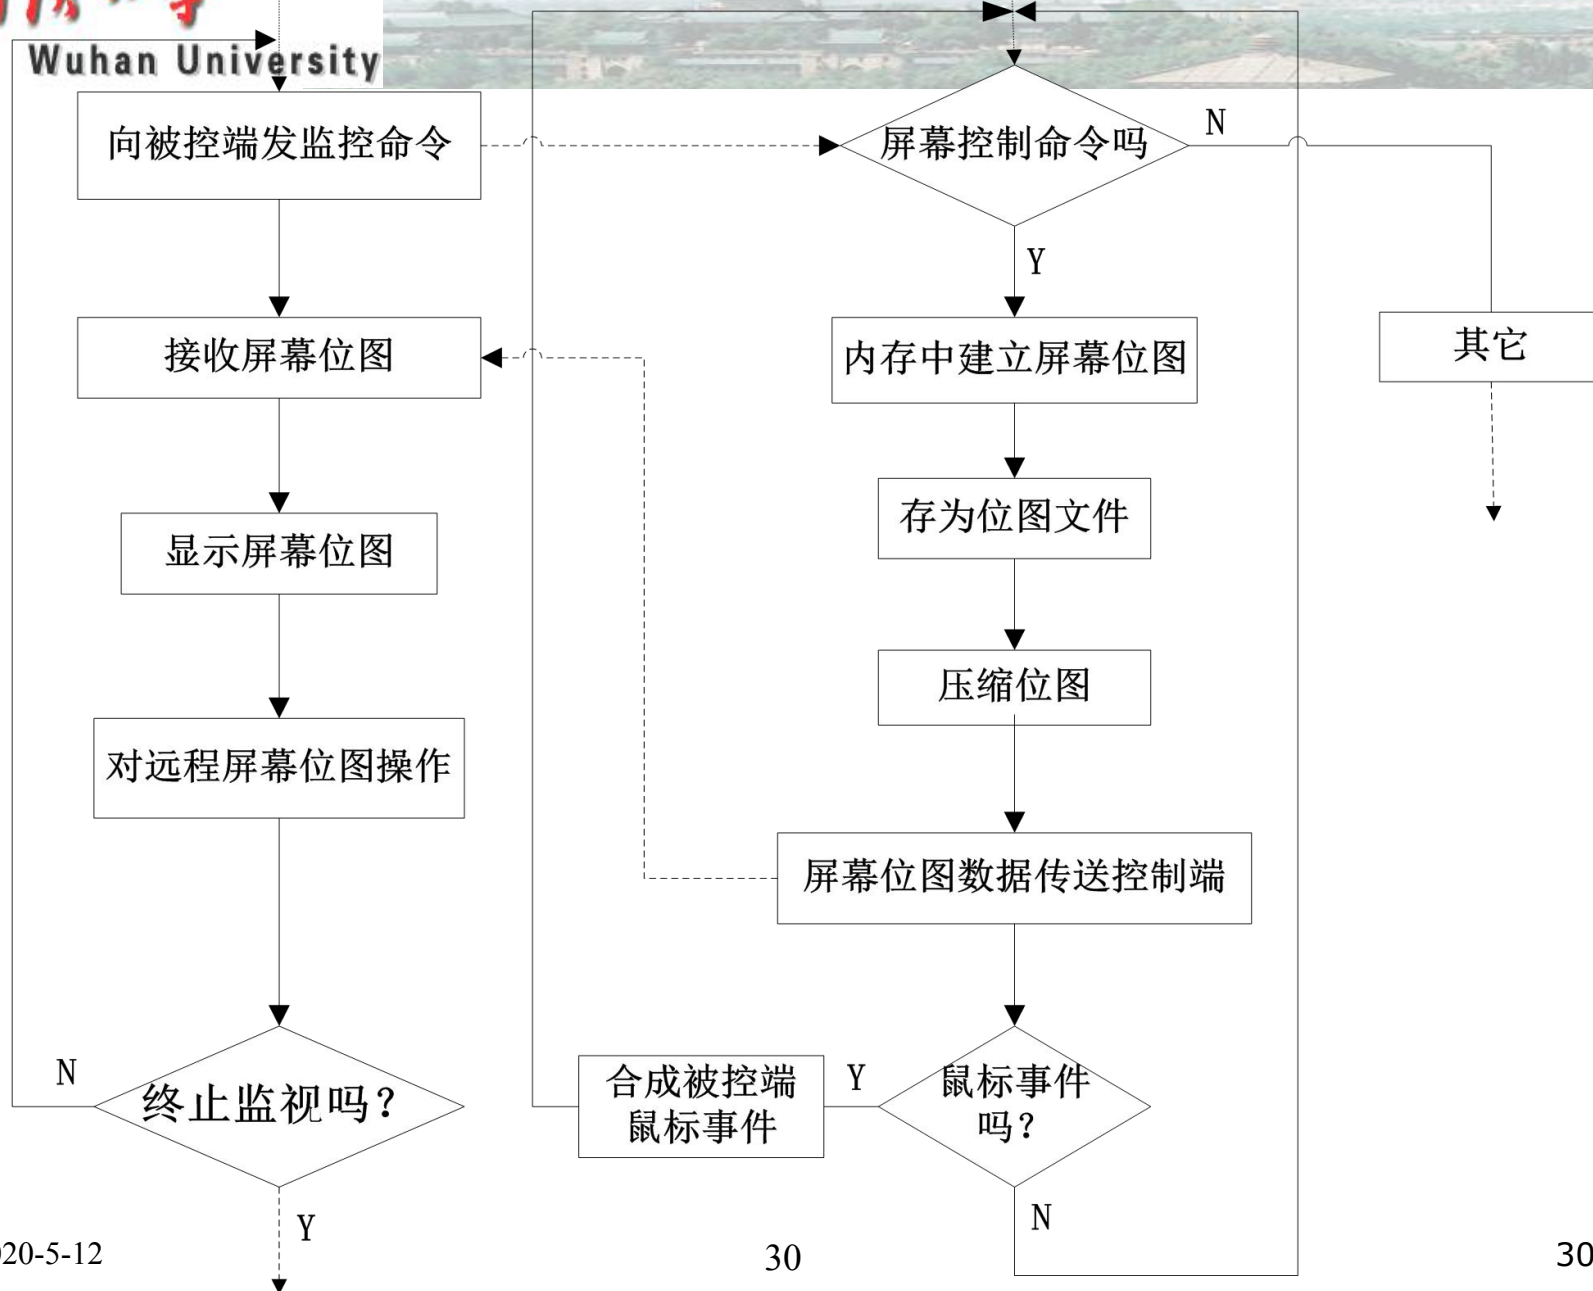 Wuhan University
向被控端发监控命令
屏幕控制命令吗
N
Y
接收屏幕位图
内存中建立屏幕位图
其它
存为位图文件
显示屏幕位图
压缩位图
对远程屏幕位图操作
屏幕位图数据传送控制端
N
终止监视吗?
合成被控端
鼠标事件
Y
鼠标事件
吗?
Y
N
20-5-12
30
30